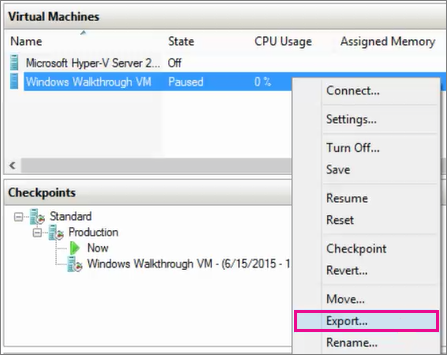 Virtual Machines
Name State CPU Usage Assigned Memory
Microsoft Hyper-V Server 2... Off
Windows Walkthrough VM Paused 0 %
Connect...
Settings...
Turn Off...
Save
Resume
Reset
Checkpoint
Revert...
Move...
Export...
Rename...
Checkpoints
Standard
Production
Now
Windows Walkthrough VM - (6/15/2015 - 1